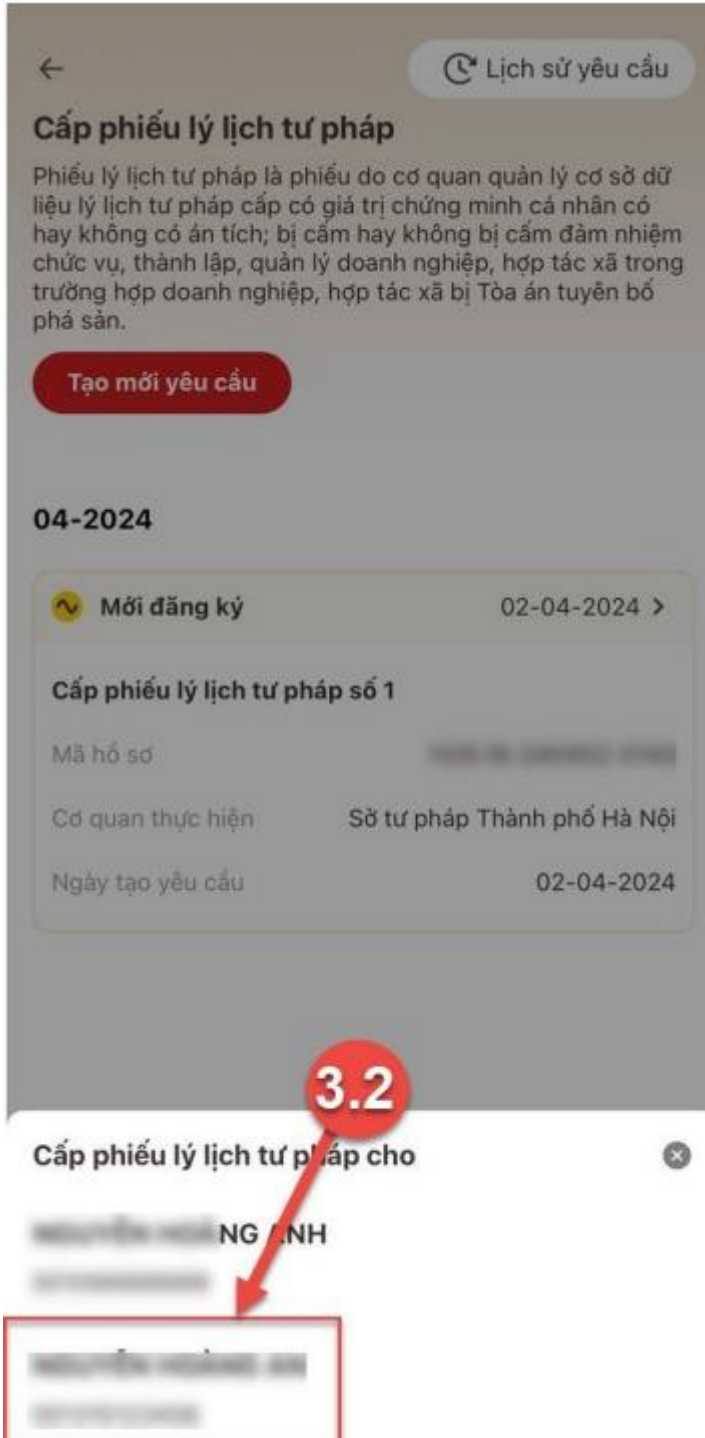 Lịch sử yêu cầu
Cấp phiếu lý lịch tư pháp
Phiếu lý lịch tư pháp là phiếu do cơ quan quản lý cơ sở dữ
liệu lý lịch tư pháp cấp có giá trị chứng minh cá nhân có
hay không có án tích; bị cấm hay không bị cấm đảm nhiệm
chức vụ, thành lập, quản lý doanh nghiệp, hợp tác xã trong
trường hợp doanh nghiệp, hợp tác xã bị Tòa án tuyên bố
phá sản.
Tạo mới yêu cầu
04-2024
Mới đăng ký 02-04-2024
Cấp phiếu lý lịch tư pháp số 1
Mã hồ sơ
Cơ quan thực hiện Sở tư pháp Thành phố Hà Nội
Ngày tạo yêu cầu 02-04-2024
3.2
Cấp phiếu lý lịch tư pháp cho
NG ANH